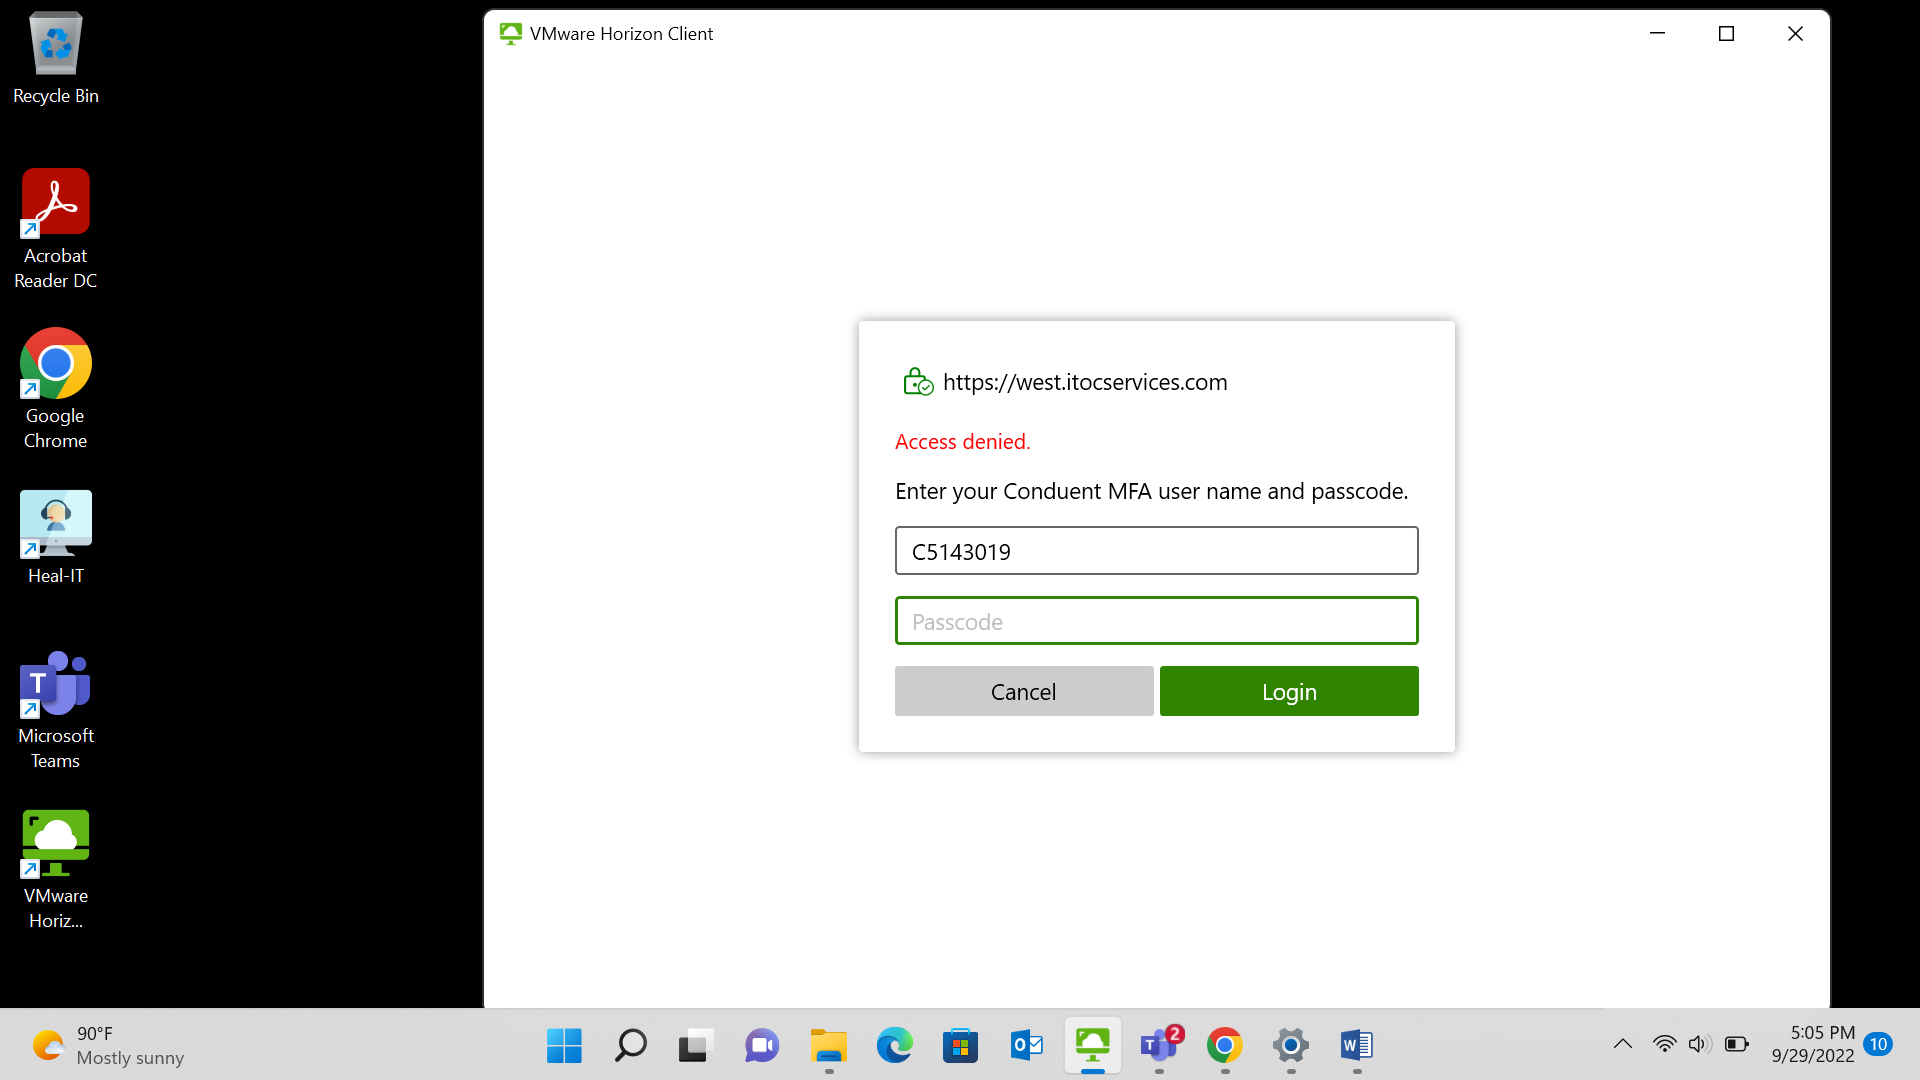 Recycle Bin
Acrobat
Reader DC
Google
Chrome
Heal-IT
T
Microsoft
Teams
VMware
Horiz...
VMware Horizon Client
https://west.itocservices.com
Access denied.
Enter your Conduent MFA user name and passcode.
C5143019
Passcode
Cancel
Login
90°F
Mostly sunny
O
T
2
W
5:05 PM
9/29/2022
10